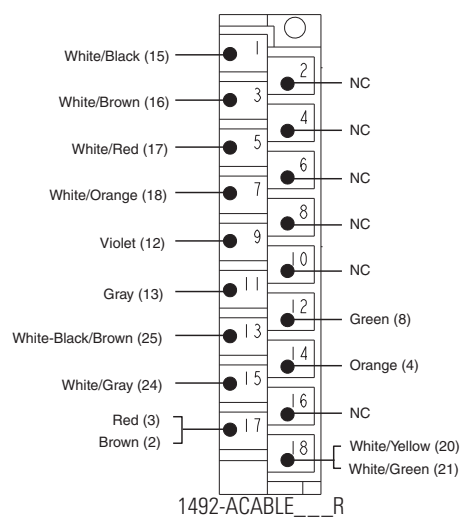 White/Black (15) 1
2 NC
White/Brown (16) 3
4 NC
White/Red (17) 5
6 NC
White/Orange (18) 7
8 NC
Violet (12) 9
10 NC
Gray (13) 11
12 Green (8)
White-Black/Brown (25) 13
14 Orange (4)
White/Gray (24) 15
16 NC
Red (3) 17
Brown (2)
18 White/Yellow (20)
White/Green (21)
1492-ACABLE___R